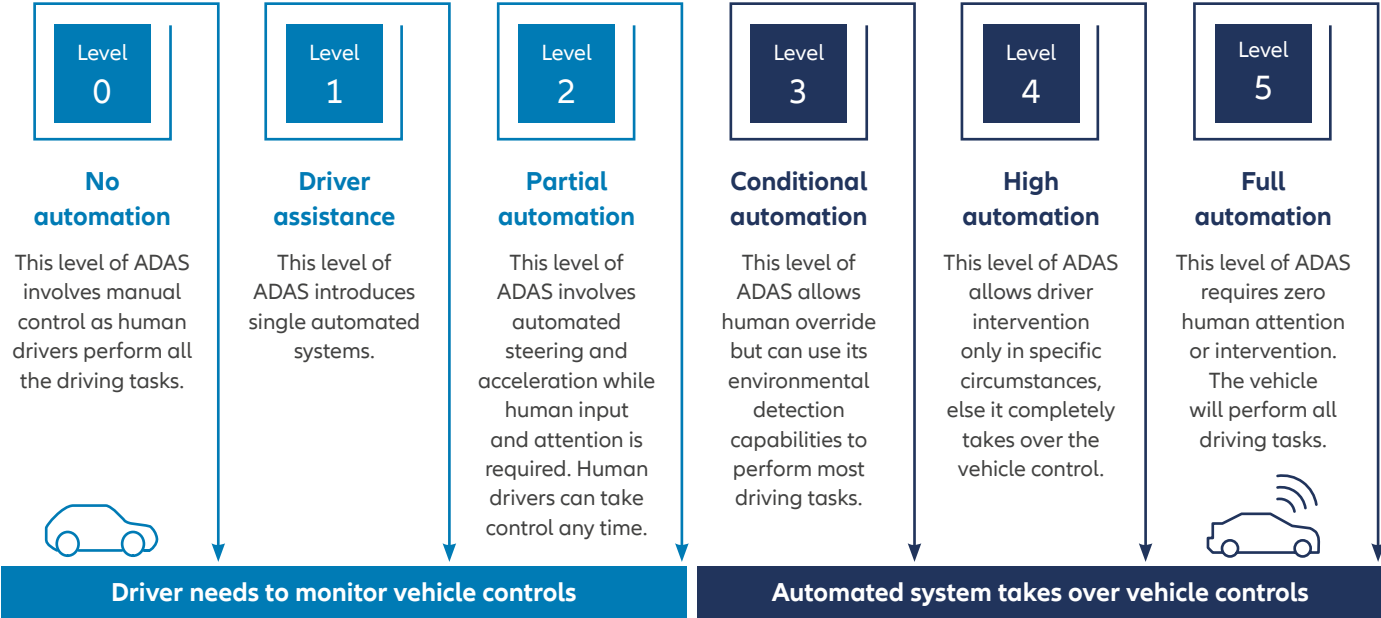 Level
0
No
automation
This level of ADAS
involves manual
control as human
drivers perform all
the driving tasks.
Level
1
Driver
assistance
This level of
ADAS introduces
single automated
systems.
Level
2
Partial
automation
This level of
ADAS involves
automated
steering and
acceleration while
human input
and attention is
required. Human
drivers can take
control any time.
Level
3
Conditional
automation
This level of
ADAS allows
human override
but can use its
environmental
detection
capabilities to
perform most
driving tasks.
Level
4
High
automation
This level of ADAS
allows driver
intervention
only in specific
circumstances,
else it completely
takes over the
vehicle control.
Level
5
Full
automation
This level of ADAS
requires zero
human attention
or intervention.
The vehicle
will perform all
driving tasks.
Driver needs to monitor vehicle controls
Automated system takes over vehicle controls